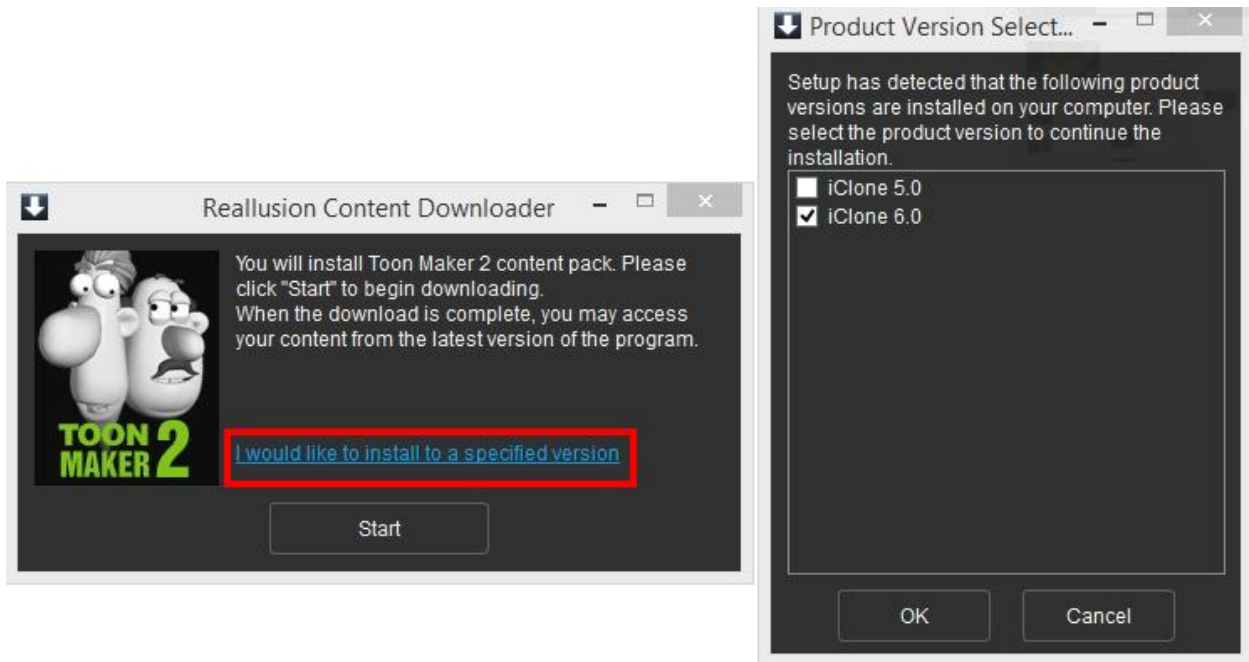 Reallusion Content Downloader
You will install Toon Maker 2 content pack. Please
click "Start" to begin downloading.
When the download is complete, you may access
your content from the latest version of the program.
TOON
MAKER 2
I would like to install to a specified version
Start
Product Version Select...
Setup has detected that the following product
versions are installed on your computer. Please
select the product version to continue the
installation.
iClone 5.0
iClone 6.0
OK
Cancel